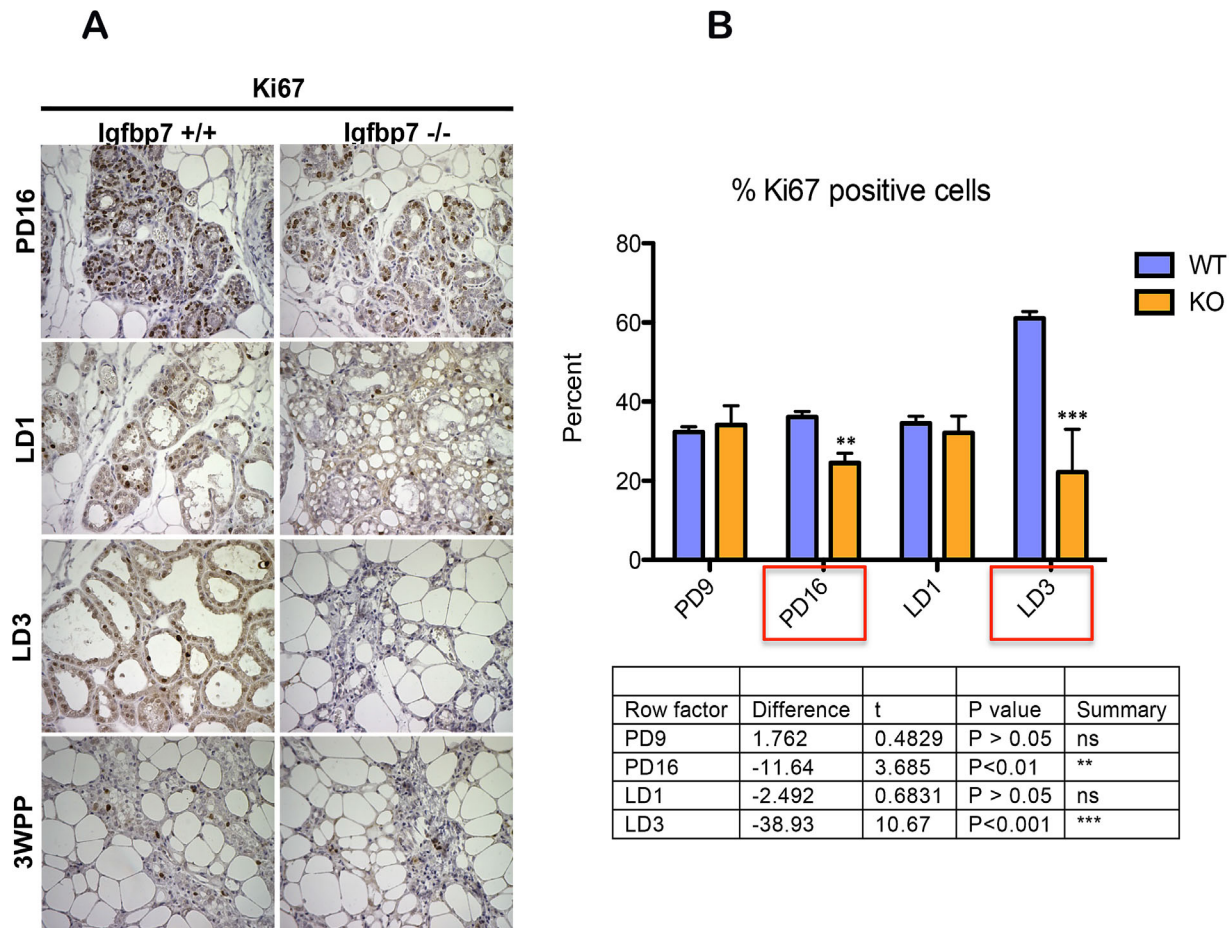 A
Ki67
Igfbp7 +/+ Igfbp7 -/-
PD16
LD1
LD3
3WPP
B
% Ki67 positive cells
WT
KO
Percent
80
60
40
20
0
**
***
PD9 PD16 LD1 LD3
Row factor Difference t P value Summary
PD9 1.762 0.4829 P > 0.05 ns
PD16 -11.64 3.685 P<0.01 **
LD1 -2.492 0.6831 P > 0.05 ns
LD3 -38.93 10.67 P<0.001 ***